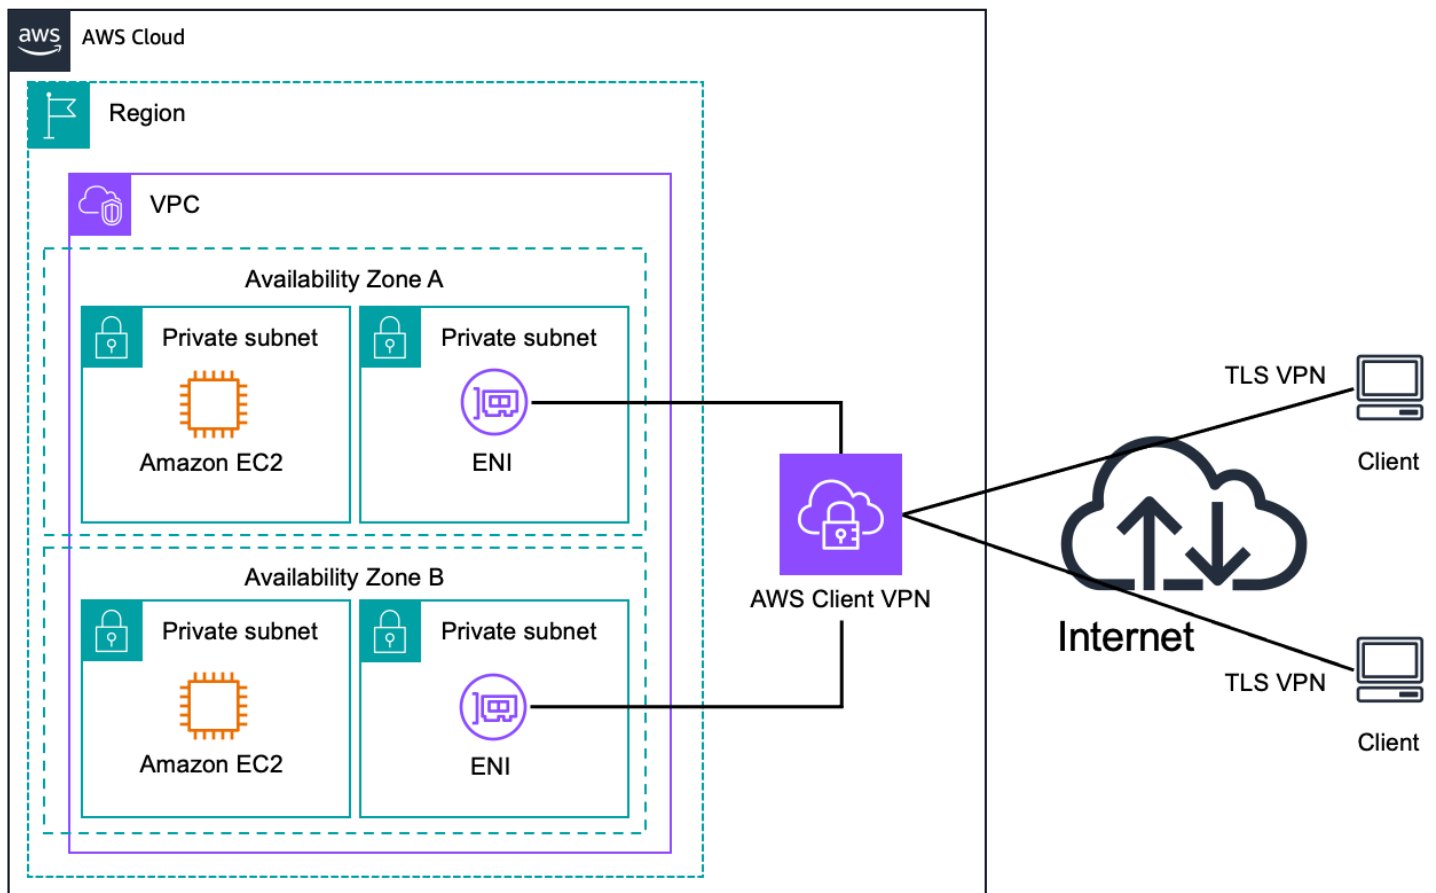 aws
AWS Cloud
Region
VPC
Availability Zone A
Private subnet
Private subnet
Amazon EC2
ENI
Availability Zone B
Private subnet
Private subnet
Amazon EC2
ENI
AWS Client VPN
Internet
TLS VPN
Client
TLS VPN
Client